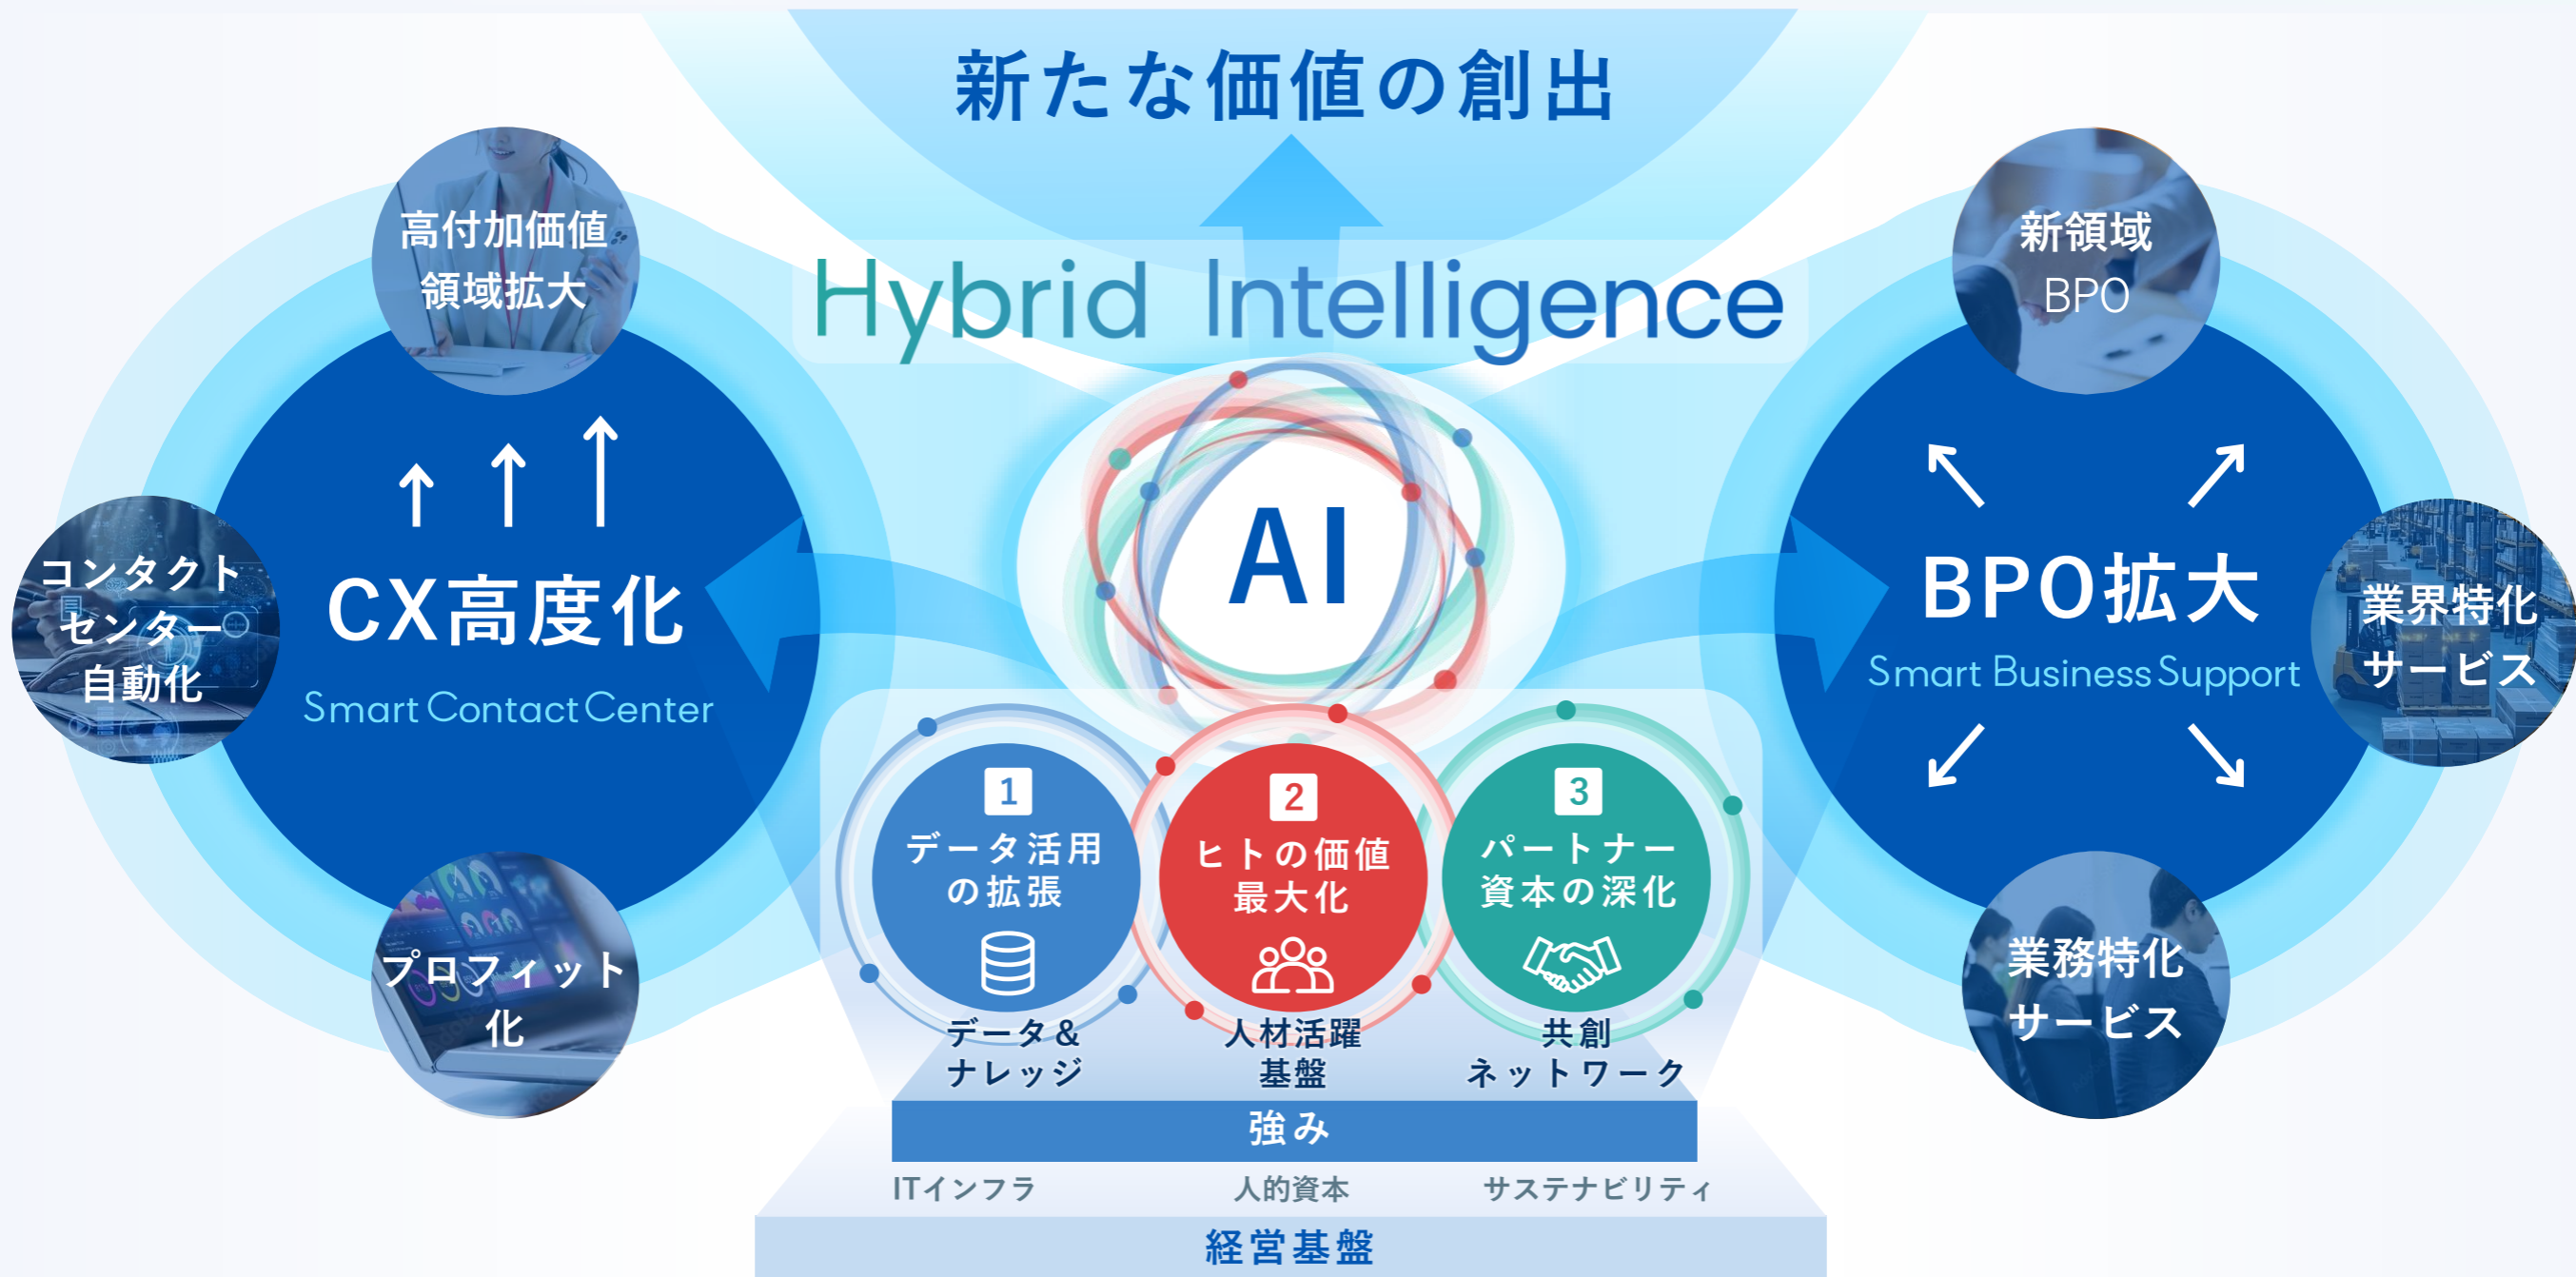 新たな価値の創出
Hybrid Intelligence
AI
高付加価値
領域拡大
コンタクト
センター
自動化
CX高度化
Smart Contact Center
プロフィット
化
新領域
BPO
BPO拡大
Smart Business Support
業界特化
サービス
業務特化
サービス
1
データ活用
の拡張
データ&
ナレッジ
2
ヒトの価値
最大化
人材活躍
基盤
3
パートナー
資本の深化
共創
ネットワーク
強み
ITインフラ
人的資本
サステナビリティ
経営基盤